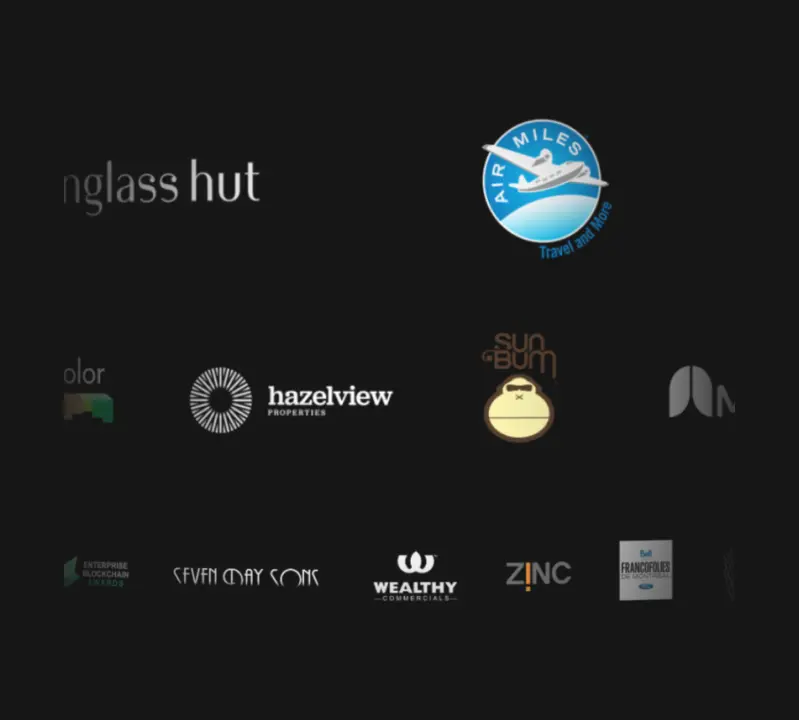 nglass hut
AIR MILES
Travel and More
olor
hazelview
PROPERTIES
SUN
BUM
ENTERPRISE
BLOCKCHAIN
AWARDS
SEVEN DAY SONS
WEALTHY
COMMERCIALS
Z!NC
FRANCOFOLIES
DE MONTRÉAL